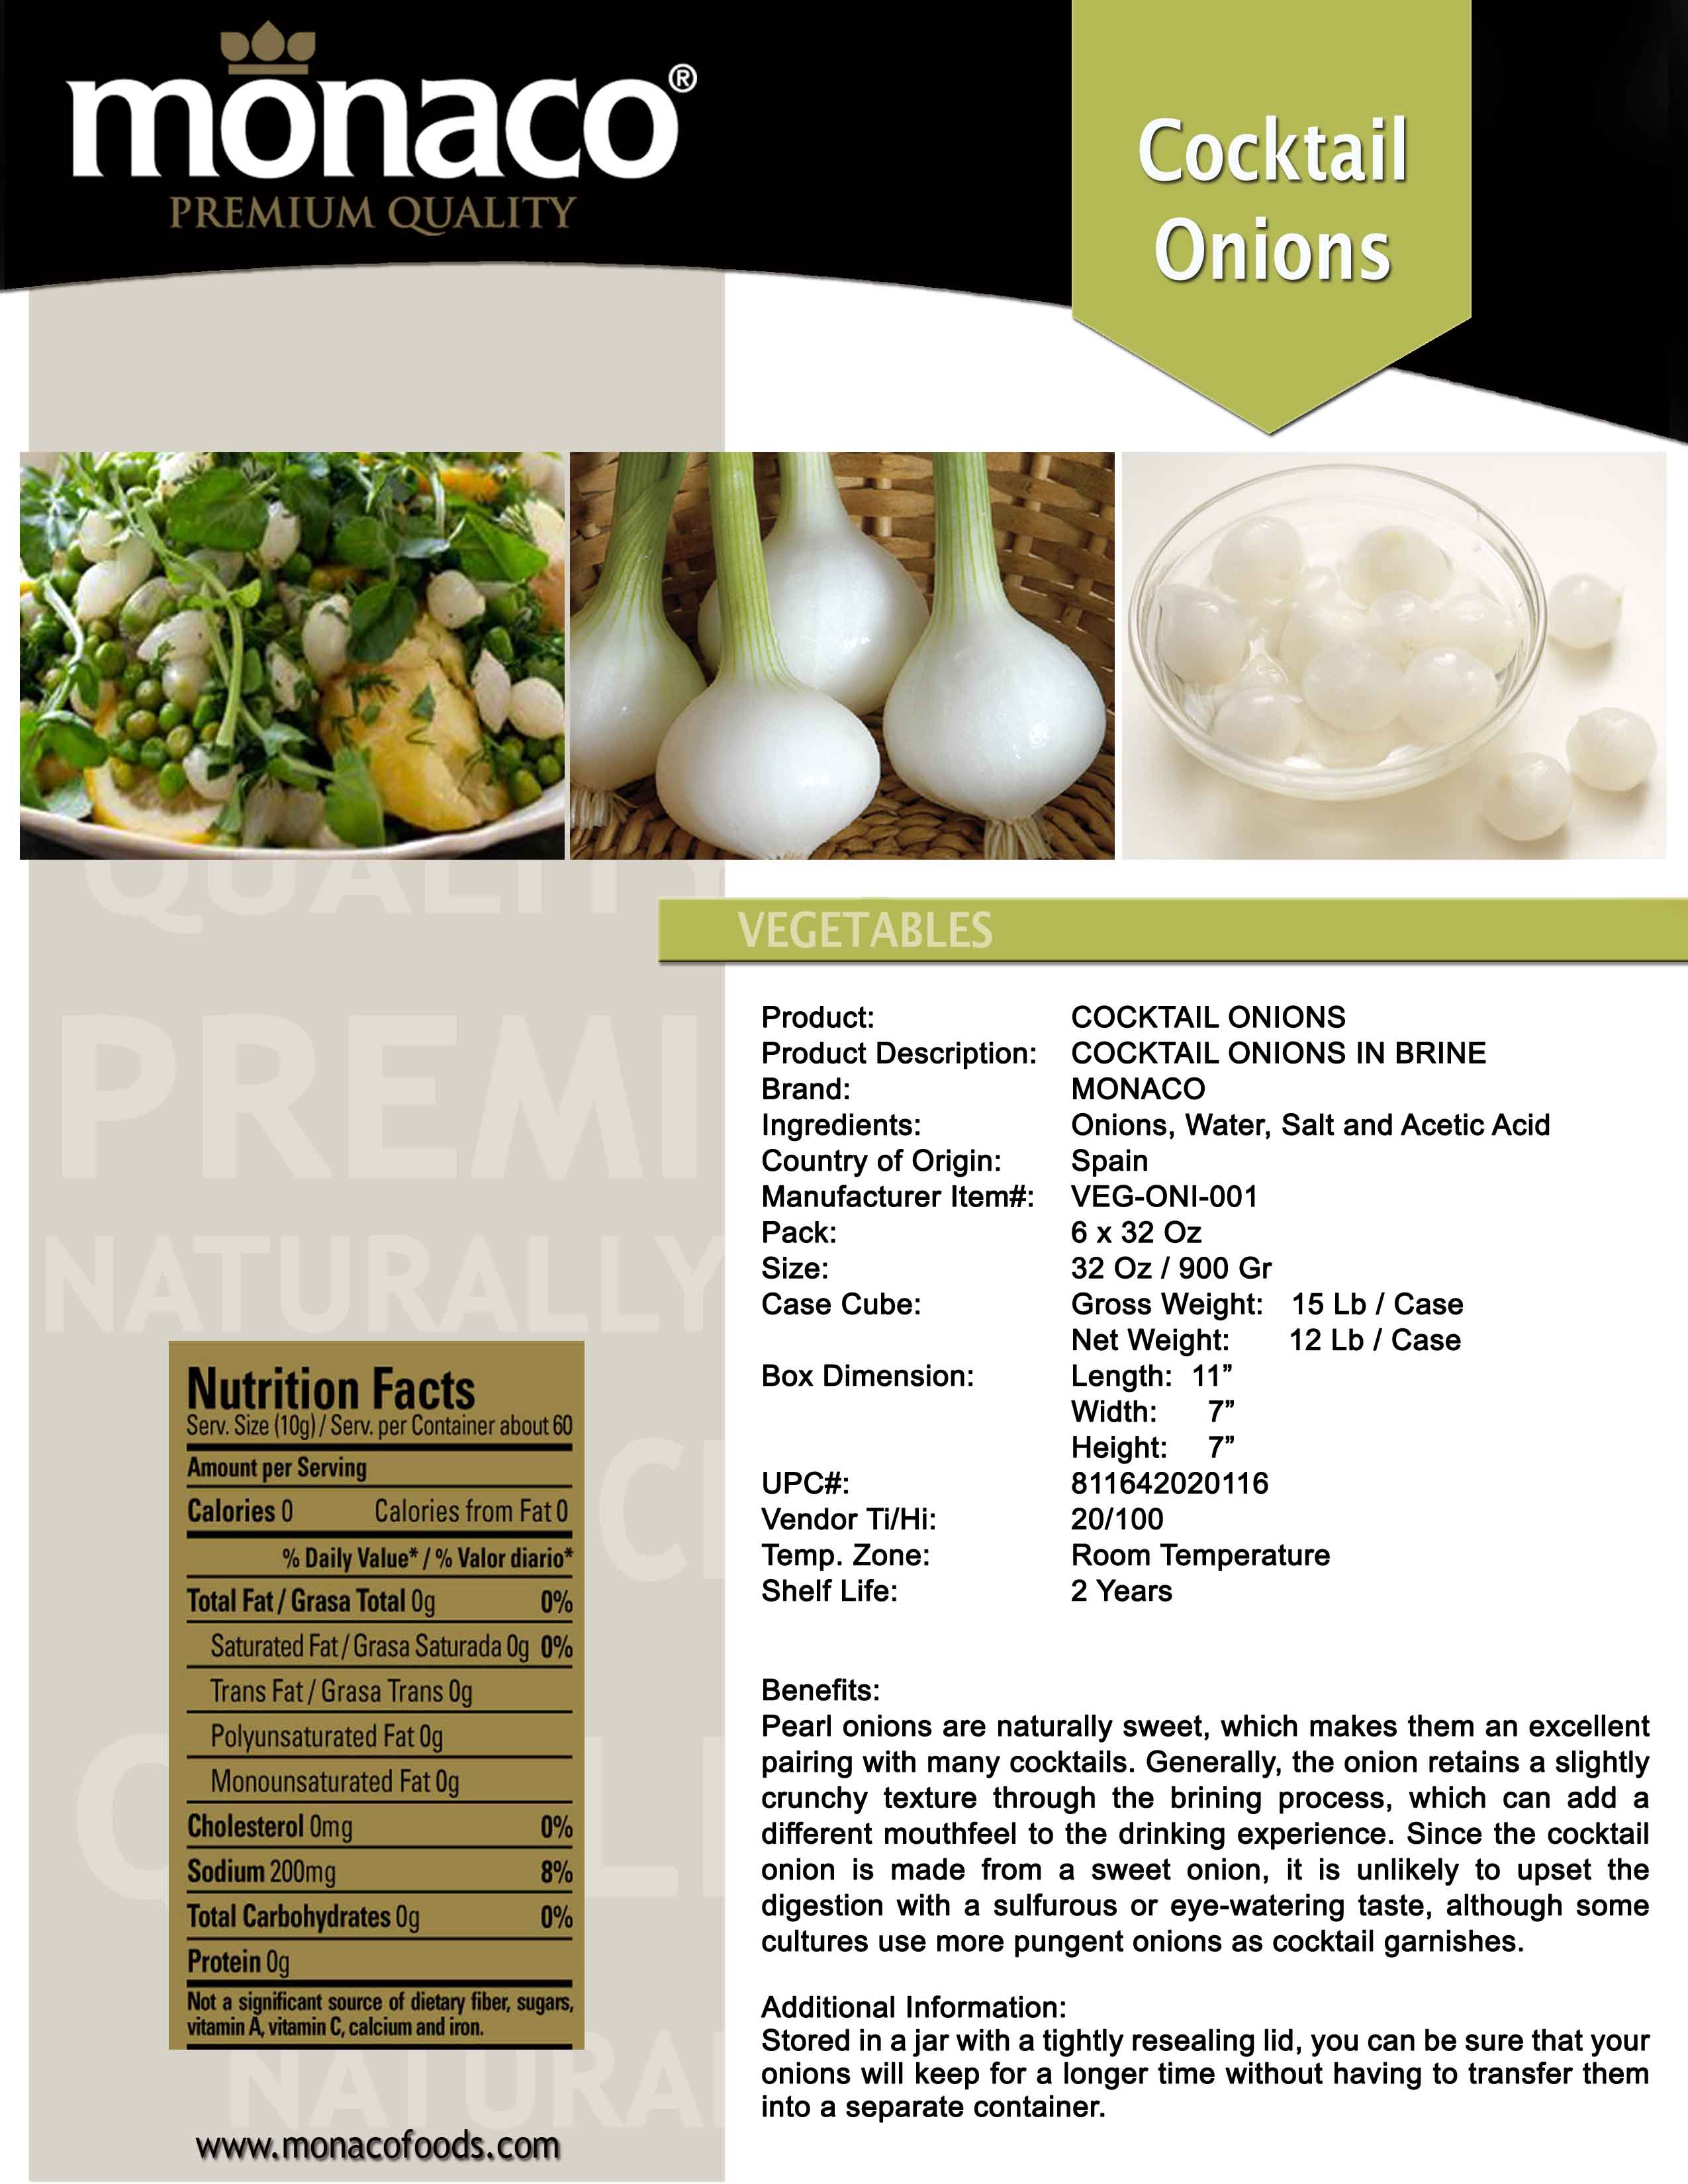 monaco®
PREMIUM QUALITY
Cocktail
Onions
QUALITY
VEGETABLES
PREMI
NATURALLY
Product: COCKTAIL ONIONS
Product Description: COCKTAIL ONIONS IN BRINE
Brand: MONACO
Ingredients: Onions, Water, Salt and Acetic Acid
Country of Origin: Spain
Manufacturer Item#: VEG-ONI-001
Pack: 6 x 32 Oz
Size: 32 Oz / 900 Gr
Case Cube: Gross Weight: 15 Lb / Case
Net Weight: 12 Lb / Case
Box Dimension: Length: 11”
Width: 7”
Height: 7”
UPC#: 811642020116
Vendor Ti/Hi: 20/100
Temp. Zone: Room Temperature
Shelf Life: 2 Years
Benefits:
Pearl onions are naturally sweet, which makes them an excellent
pairing with many cocktails. Generally, the onion retains a slightly
crunchy texture through the brining process, which can add a
different mouthfeel to the drinking experience. Since the cocktail
onion is made from a sweet onion, it is unlikely to upset the
digestion with a sulfurous or eye-watering taste, although some
cultures use more pungent onions as cocktail garnishes.
Additional Information:
Stored in a jar with a tightly resealing lid, you can be sure that your
onions will keep for a longer time without having to transfer them
into a separate container.
Nutrition Facts
Serv. Size (10g) / Serv. per Container about 60
Amount per Serving
Calories 0 Calories from Fat 0
% Daily Value* / % Valor diario*
Total Fat / Grasa Total 0g 0%
Saturated Fat / Grasa Saturada 0g 0%
Trans Fat / Grasa Trans 0g
Polyunsaturated Fat 0g
Monounsaturated Fat 0g
Cholesterol 0mg 0%
Sodium 200mg 8%
Total Carbohydrates 0g 0%
Protein 0g
Not a significant source of dietary fiber, sugars,
vitamin A, vitamin C, calcium and iron.
NATURA
www.monacofoods.com